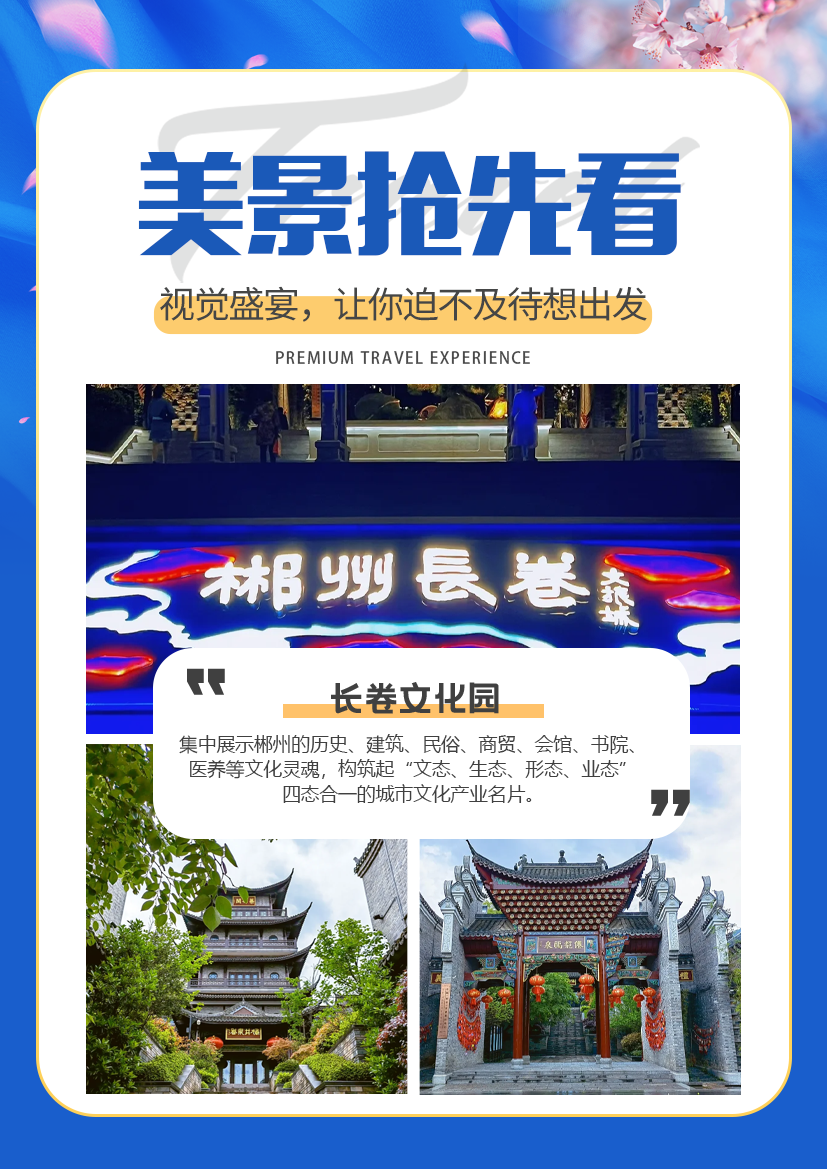 Travel
美景抢先看
视觉盛宴，让你迫不及待想出发
PREMIUM TRAVEL EXPERIENCE
郴州長卷
文旅城
长卷文化园
集中展示郴州的历史、建筑、民俗、商贸、会馆、书院、
医养等文化灵魂，构筑起“文态、生态、形态、业态”
四态合一的城市文化产业名片。